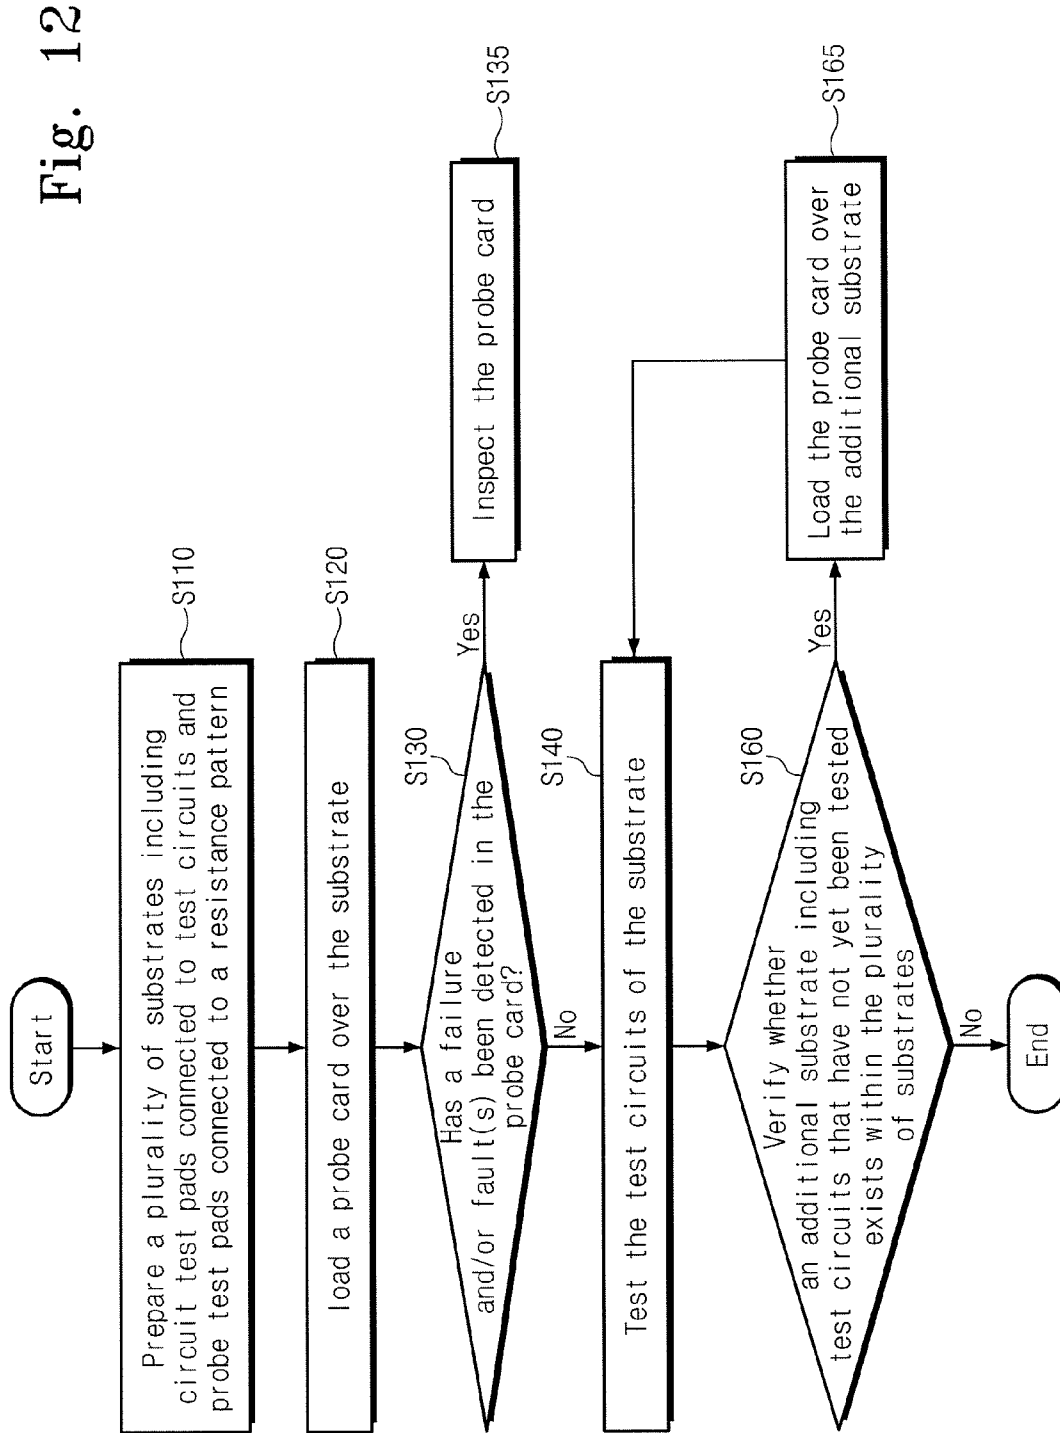 Fig. 12
Start
Prepare a plurality of substrates including
circuit test pads connected to test circuits and
probe test pads connected to a resistance pattern
S110
load a probe card over the substrate
S120
Has a failure
and/or fault(s) been detected in the
probe card?
S130
Yes
Inspect the probe card
S135
No
Test the test circuits of the substrate
S140
Verify whether
an additional substrate including
test circuits that have not yet been tested
exists within the plurality
of substrates
S160
Yes
Load the probe card over
the additional substrate
S165
No
End